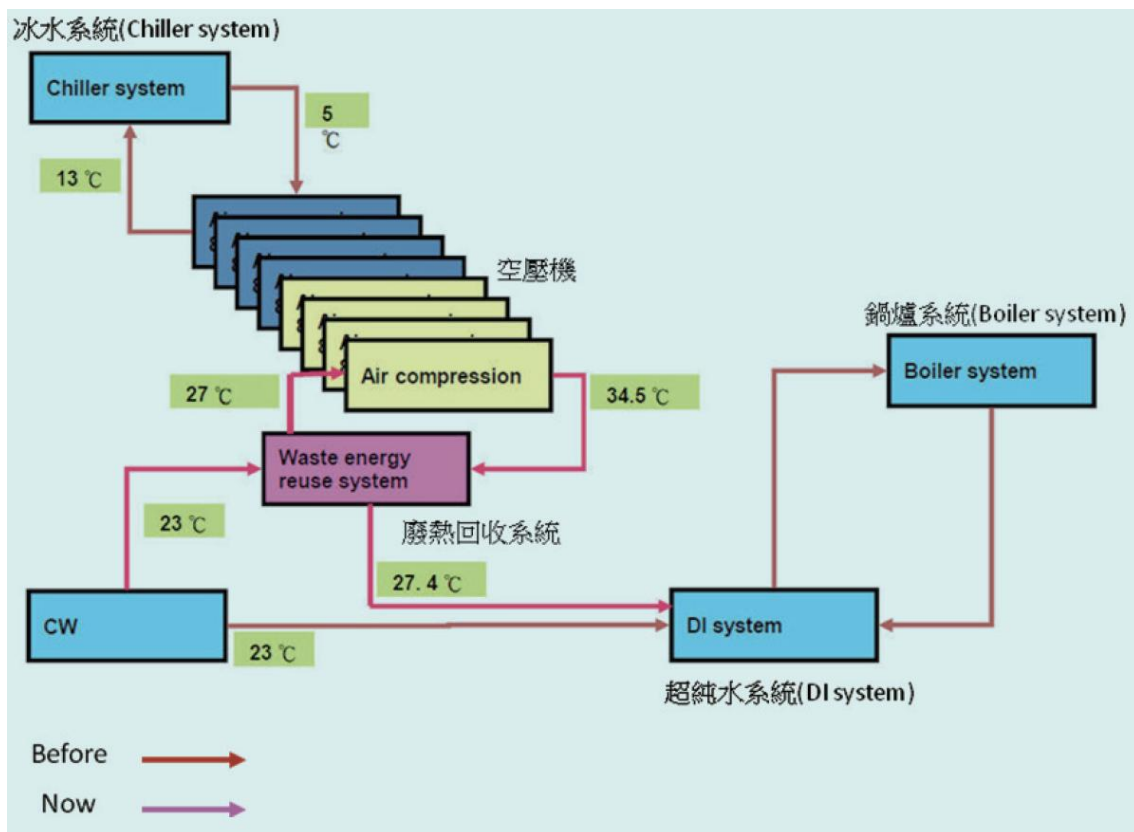 冰水系統(Chiller system)
Chiller system
5
℃
13 ℃
空壓機
鍋爐系統(Boiler system)
Boiler system
Air compression
27 ℃
34.5 ℃
Waste energy
reuse system
23 ℃
廢熱回收系統
27. 4 ℃
CW
DI system
23 ℃
超純水系統(DI system)
Before
Now